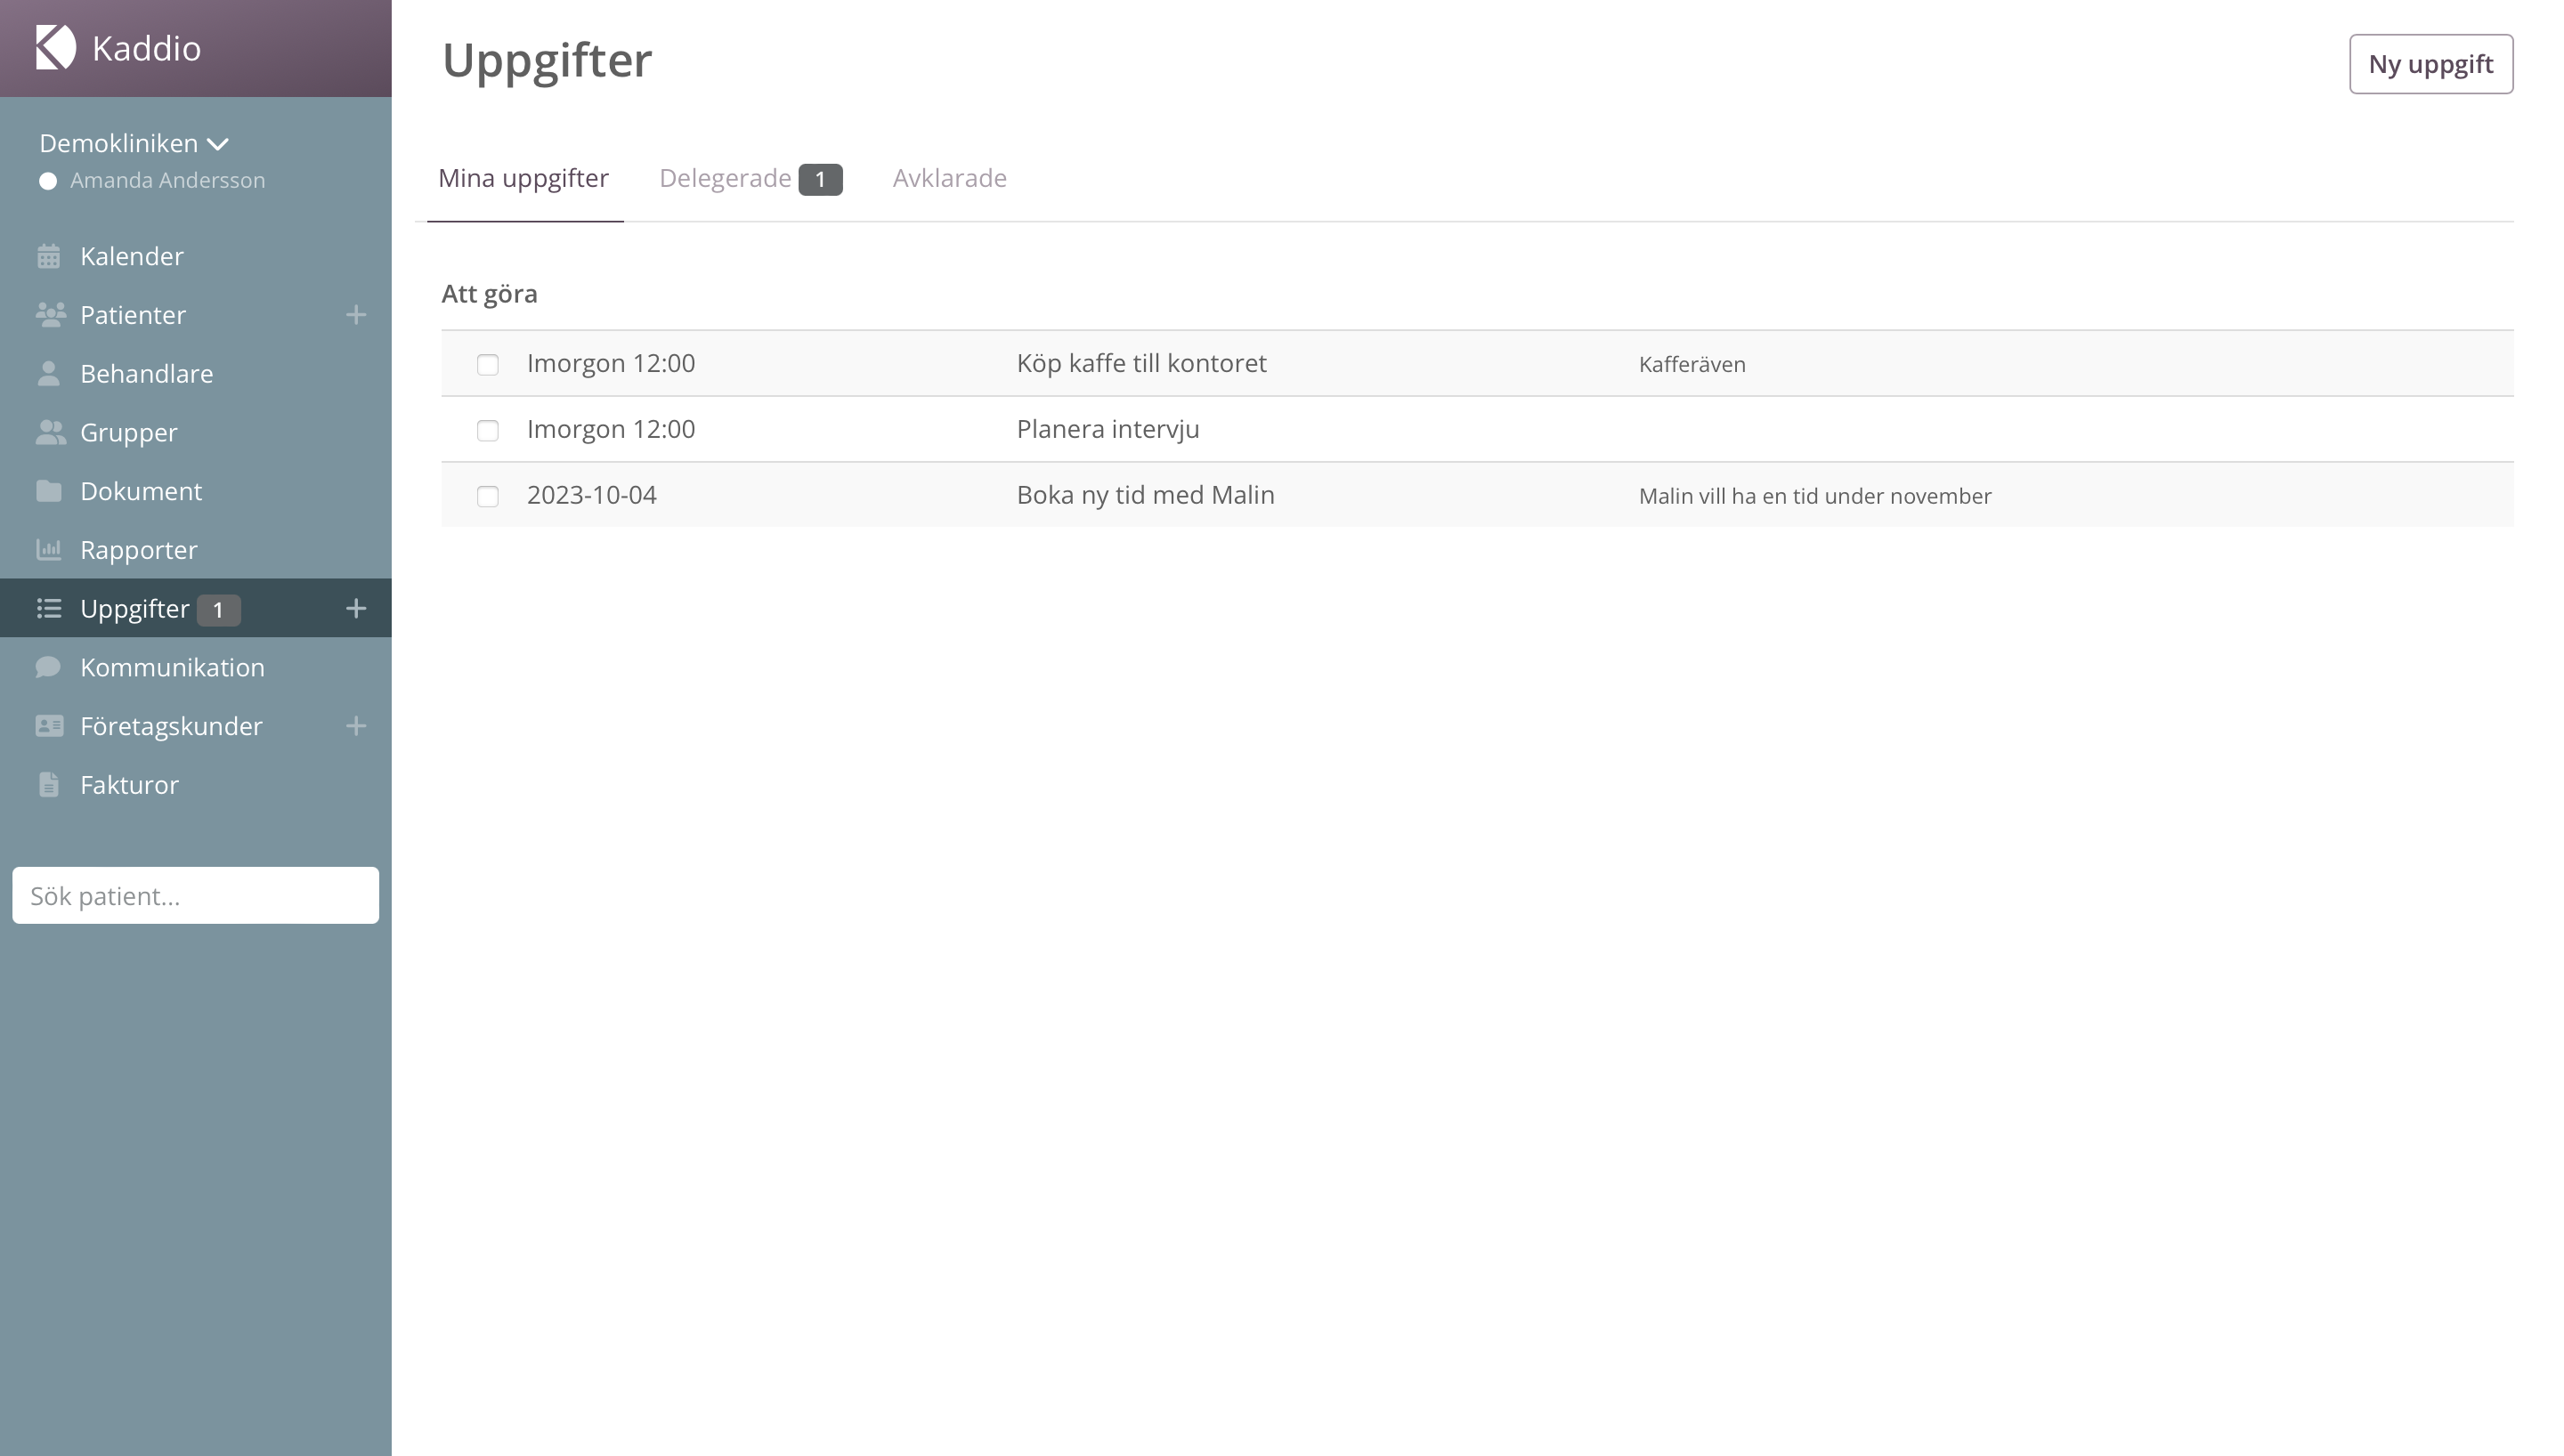 Kaddio
Demokliniken
Amanda Andersson
Kalender
Patienter
Behandlare
Grupper
Dokument
Rapporter
Uppgifter 1
Kommunikation
Företagskunder
Fakturor
Sök patient...
Uppgifter
Ny uppgift
Mina uppgifter Delegerade 1 Avklarade
Att göra
Imorgon 12:00 Köp kaffe till kontoret Kafferäven
Imorgon 12:00 Planera intervju
2023-10-04 Boka ny tid med Malin Malin vill ha en tid under november